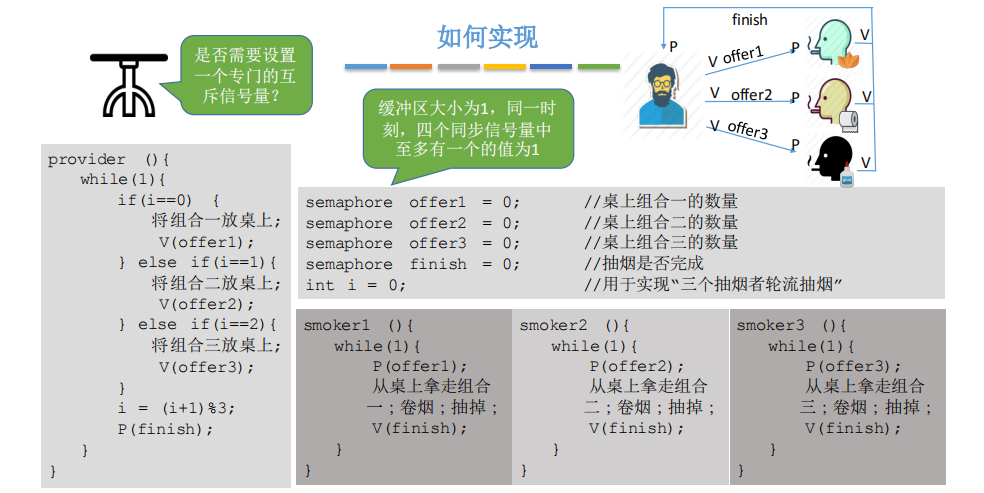 如何实现
是否需要设置
一个专门的互
斥信号量？
缓冲区大小为1，同一时
刻，四个同步信号量中
至多有一个的值为1
finish
P
V
V offer1
P
V
offer2
P
V
V offer3
P
V
provider （){
while(1){
if(i==0) {
将组合一放桌上;
V(offer1);
} else if(i==1){
将组合二放桌上;
V(offer2);
} else if(i==2){
将组合三放桌上;
V(offer3);
}
i = (i+1)%3;
P(finish);
}
}
semaphore offer1 = 0; //桌上组合一的数量
semaphore offer2 = 0; //桌上组合二的数量
semaphore offer3 = 0; //桌上组合三的数量
semaphore finish = 0; //抽烟是否完成
int i = 0; //用于实现“三个抽烟者轮流抽烟”
smoker1 （){
while(1){
P(offer1);
从桌上拿走组合
一；卷烟；抽掉；
V(finish);
}
}
smoker2 （){
while(1){
P(offer2);
从桌上拿走组合
二；卷烟；抽掉；
V(finish);
}
}
smoker3 （){
while(1){
P(offer3);
从桌上拿走组合
三；卷烟；抽掉；
V(finish);
}
}